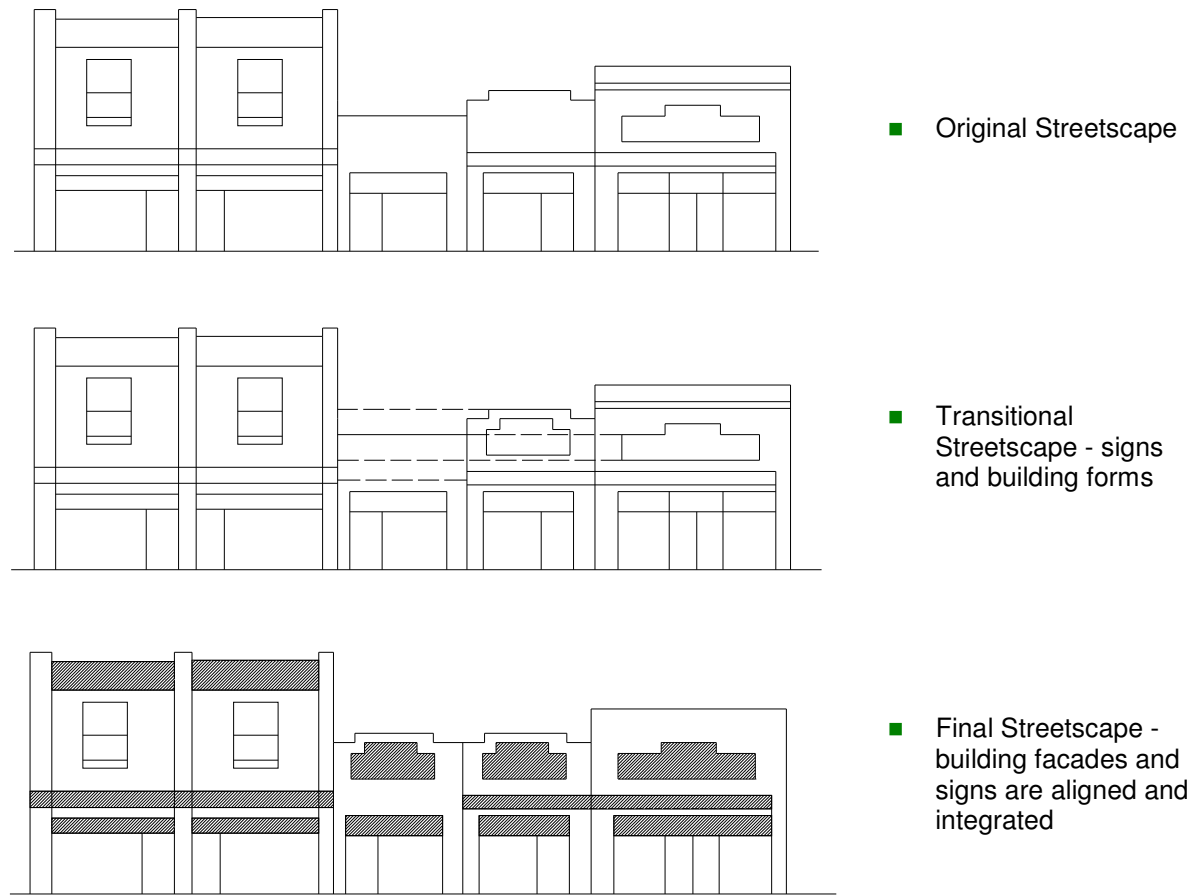 Original Streetscape
Transitional
Streetscape - signs
and building forms
Final Streetscape -
building facades and
signs are aligned and
integrated